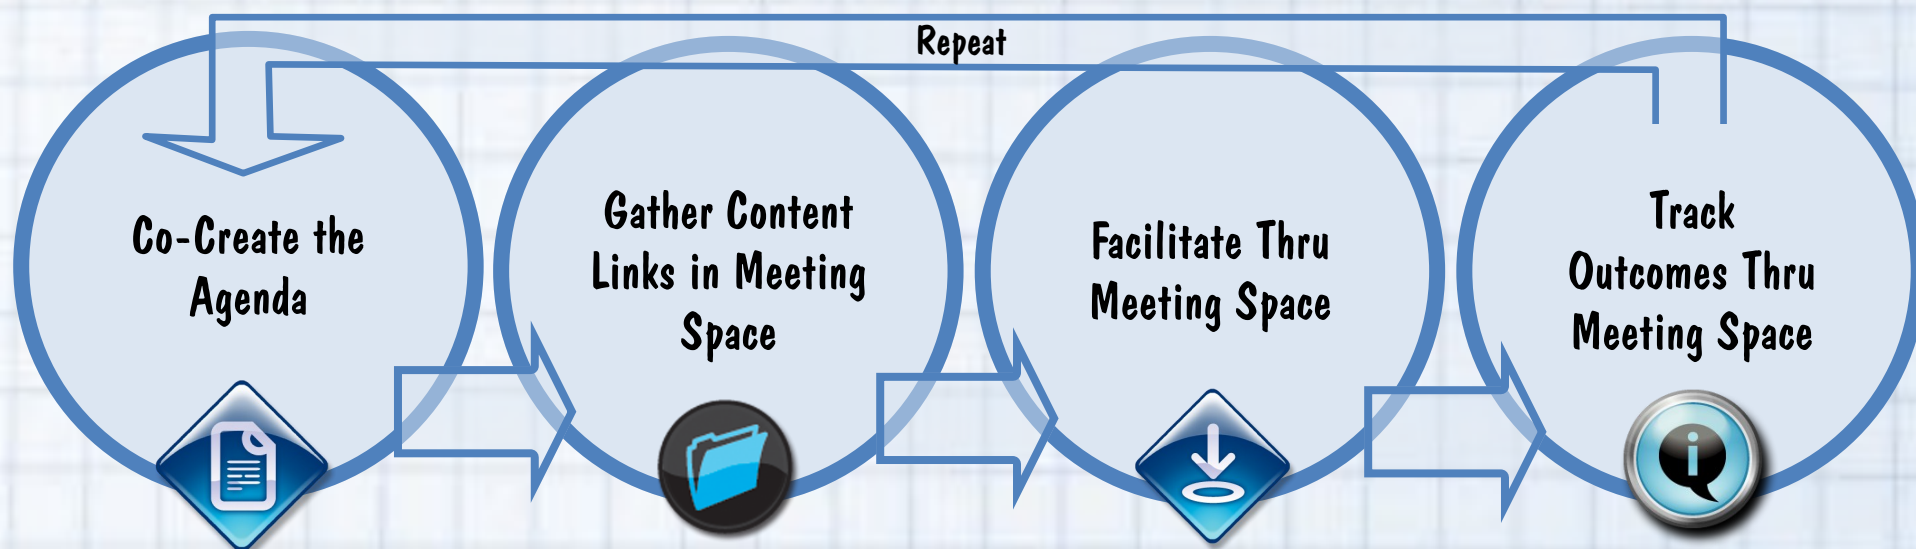 Repeat
Co-Create the
Agenda
Gather Content
Links in Meeting
Space
Facilitate Thru
Meeting Space
Track
Outcomes Thru
Meeting Space
i